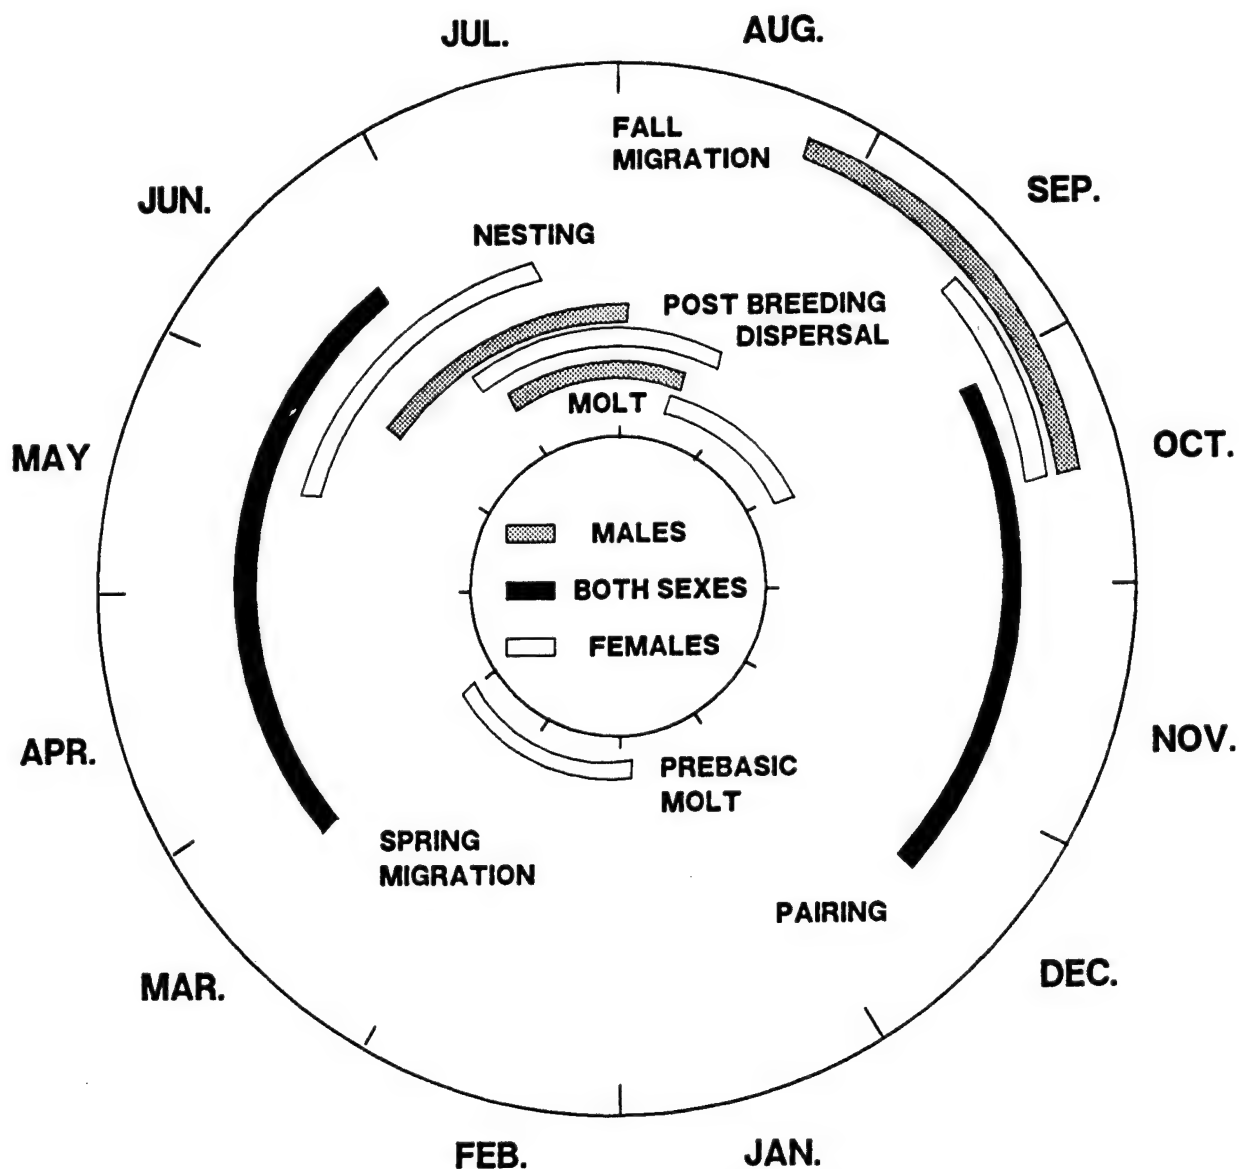 JUL.
AUG.
FALL
MIGRATION
JUN.
SEP.
NESTING
POST BREEDING
DISPERSAL
MOLT
MAY
OCT.
MALES
BOTH SEXES
FEMALES
APR.
NOV.
PREBASIC
MOLT
SPRING
MIGRATION
PAIRING
MAR.
DEC.
FEB.
JAN.